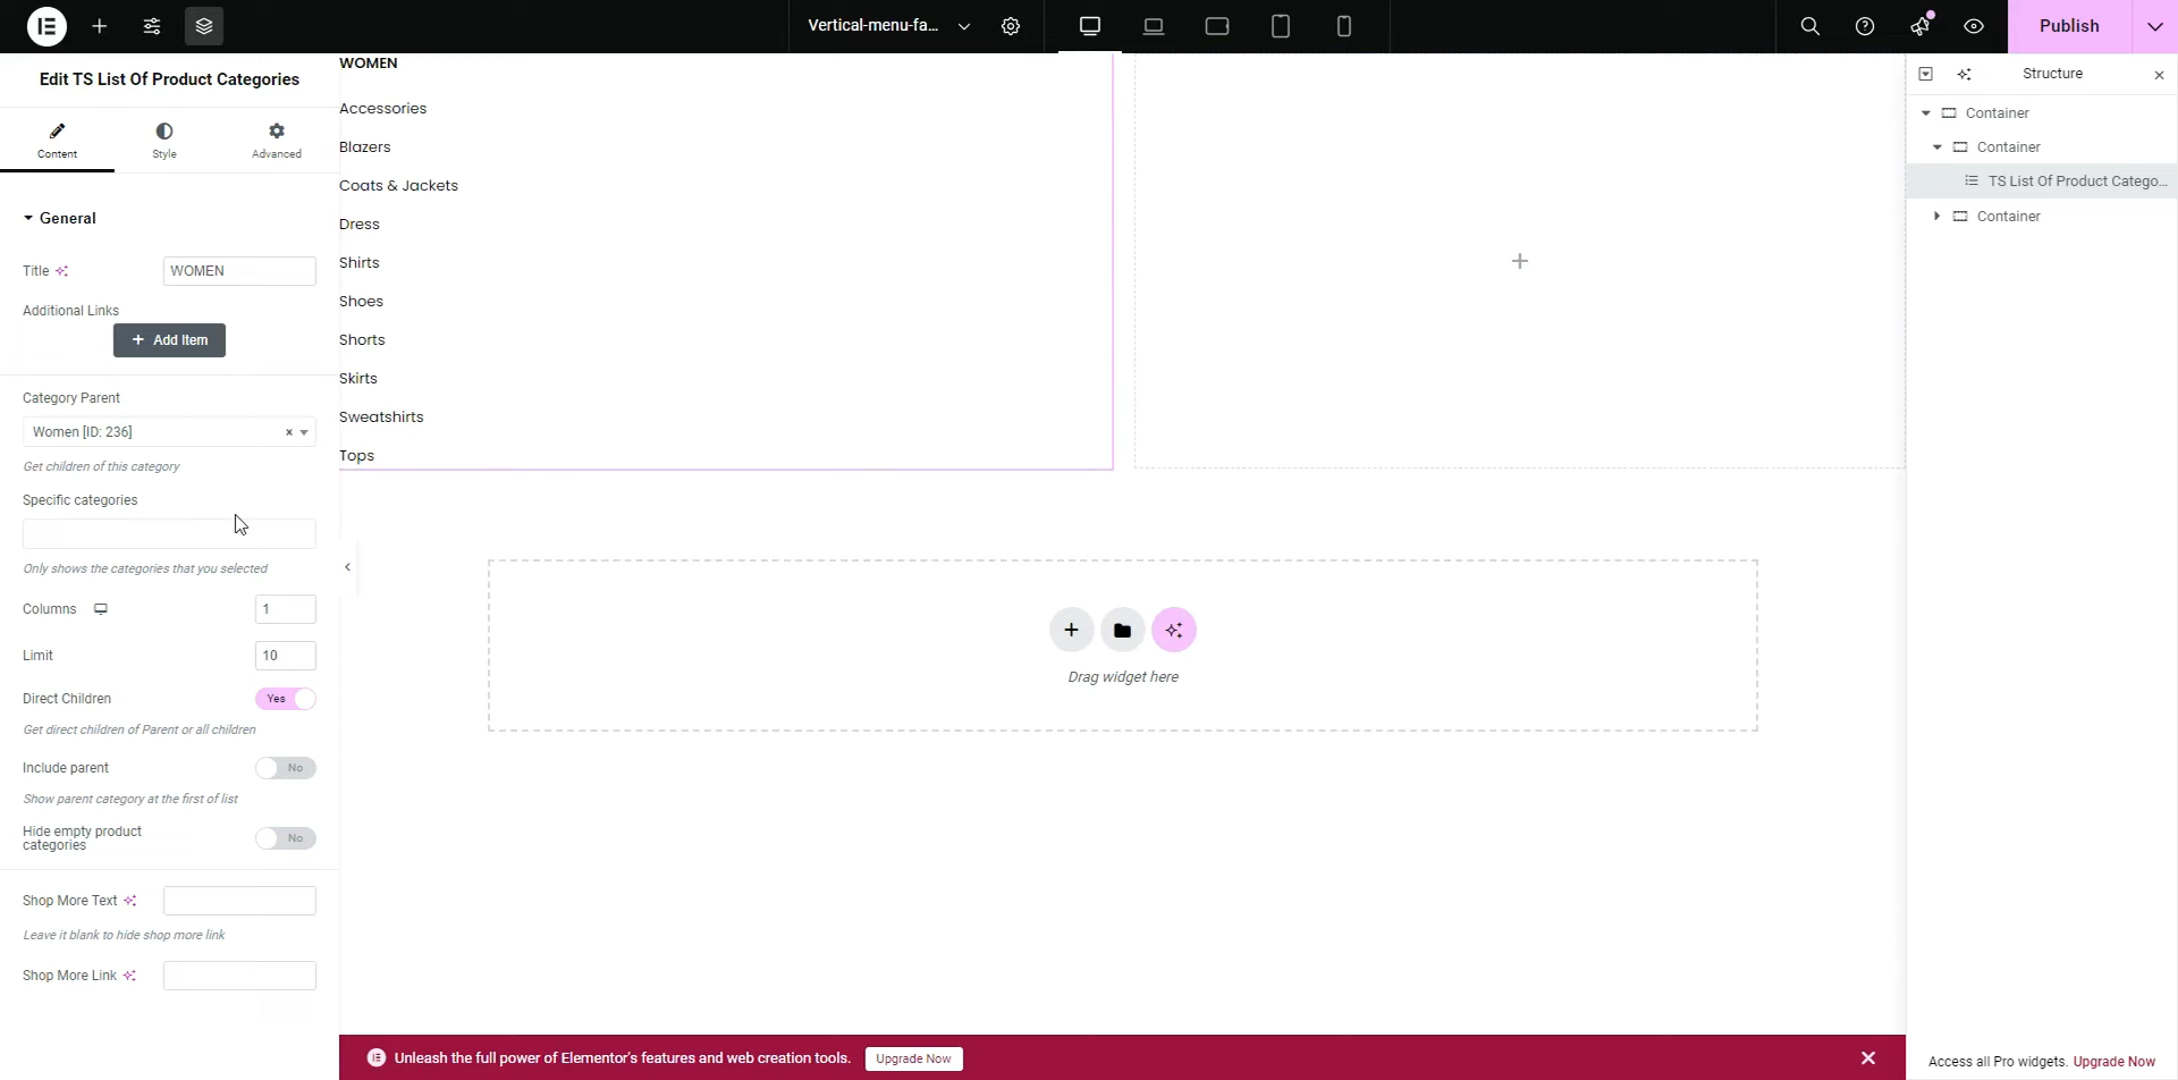 Vertical-menu-fa...
Publish
Edit TS List Of Product Categories
Content
Style
Advanced
General
Title
WOMEN
Additional Links
+ Add Item
Category Parent
Women [ID: 236]
×
Get children of this category
Specific categories
Only shows the categories that you selected
Columns
1
Limit
10
Direct Children
Yes
Get direct children of Parent or all children
Include parent
No
Show parent category at the first of list
Hide empty product
categories
No
Shop More Text
Leave it blank to hide shop more link
Shop More Link
WOMEN
Accessories
Blazers
Coats & Jackets
Dress
Shirts
Shoes
Shorts
Skirts
Sweatshirts
Tops
Drag widget here
Unleash the full power of Elementor's features and web creation tools.
Upgrade Now
Structure
Container
Container
TS List Of Product Catego...
Container
Access all Pro widgets. Upgrade Now